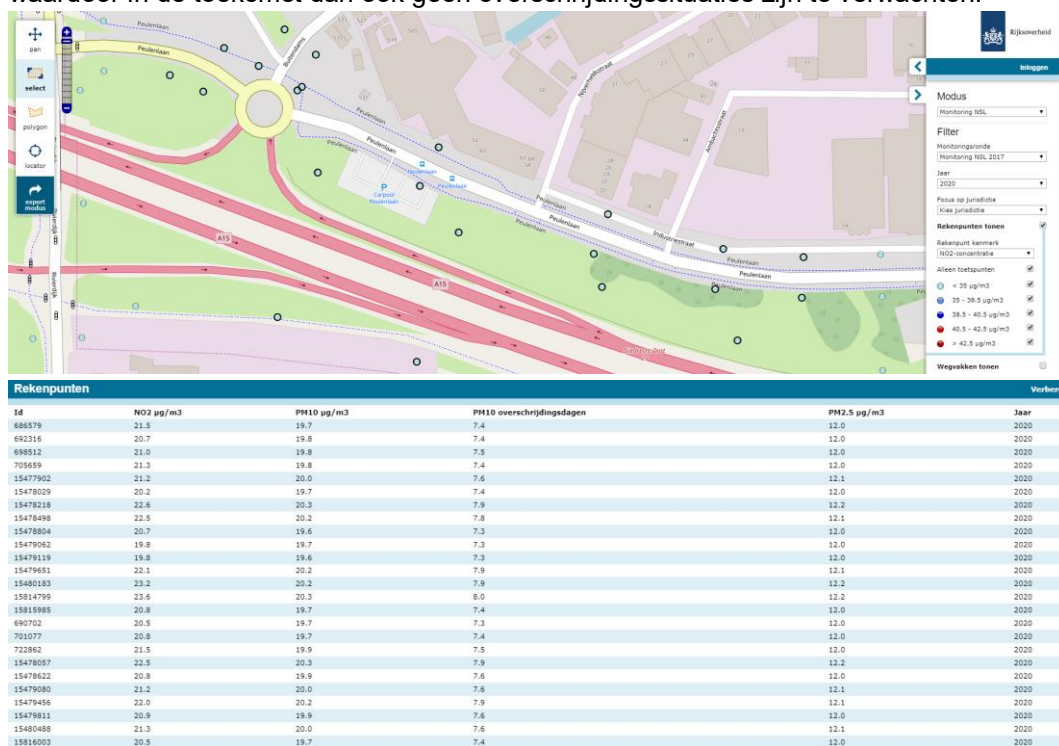 waardoor in de toekomst dan ook geen overschrijdingssituaties zijn te verwachten.
Peulenlaan
Peulenlaan
Buitendams
Nijverheidsstraat
Ambachtsstraat
Peulenlaan
Peulenlaan
Peulenlaan
Peulenlaan
Peulenlaan
P
Carpool
Peulenlaan
Peulenlaan
Peulenlaan
Industriestraat
Peulenlaan
Peulenlaan
Peulenlaan
A15
A15
Rivierdijk
Rivierdijk
pan
select
polygon
locator
export
modus
Rijksoverheid
Inloggen
Modus
Monitoring NSL
Filter
Monitoringsronde
Monitoring NSL 2017
Jaar
2020
Focus op jurisdictie
Kies jurisdictie
Rekenpunten tonen
Rekenpunt kenmerk
NO2-concentratie
Alleen toetspunten
< 35 µg/m3
35 - 38.5 µg/m3
38.5 - 40.5 µg/m3
40.5 - 42.5 µg/m3
> 42.5 µg/m3
Wegvakken tonen
Rekenpunten Verber
Id NO2 µg/m3 PM10 µg/m3 PM10 overschrijdingsdagen PM2.5 µg/m3 Jaar
686579 21.5 19.7 7.4 12.0 2020
692316 20.7 19.8 7.4 12.0 2020
698512 21.0 19.8 7.5 12.0 2020
705659 21.3 19.8 7.4 12.0 2020
15477902 21.2 20.0 7.6 12.1 2020
15478029 20.2 19.7 7.4 12.0 2020
15478218 22.6 20.3 7.9 12.2 2020
15478498 22.5 20.2 7.8 12.1 2020
15478804 20.7 19.6 7.3 12.0 2020
15479062 19.8 19.7 7.3 12.0 2020
15479119 19.8 19.6 7.3 12.0 2020
15479651 22.1 20.2 7.9 12.1 2020
15480183 23.2 20.2 7.9 12.2 2020
15814799 23.6 20.3 8.0 12.2 2020
15815985 20.8 19.7 7.4 12.0 2020
690702 20.5 19.7 7.3 12.0 2020
701077 20.8 19.7 7.4 12.0 2020
722862 21.5 19.9 7.5 12.0 2020
15478057 22.5 20.3 7.9 12.2 2020
15478622 20.8 19.9 7.6 12.0 2020
15479080 21.2 20.0 7.6 12.1 2020
15479456 22.0 20.2 7.9 12.1 2020
15479811 20.9 19.9 7.6 12.0 2020
15480488 21.3 20.0 7.6 12.1 2020
15816003 20.5 19.7 7.4 12.0 2020